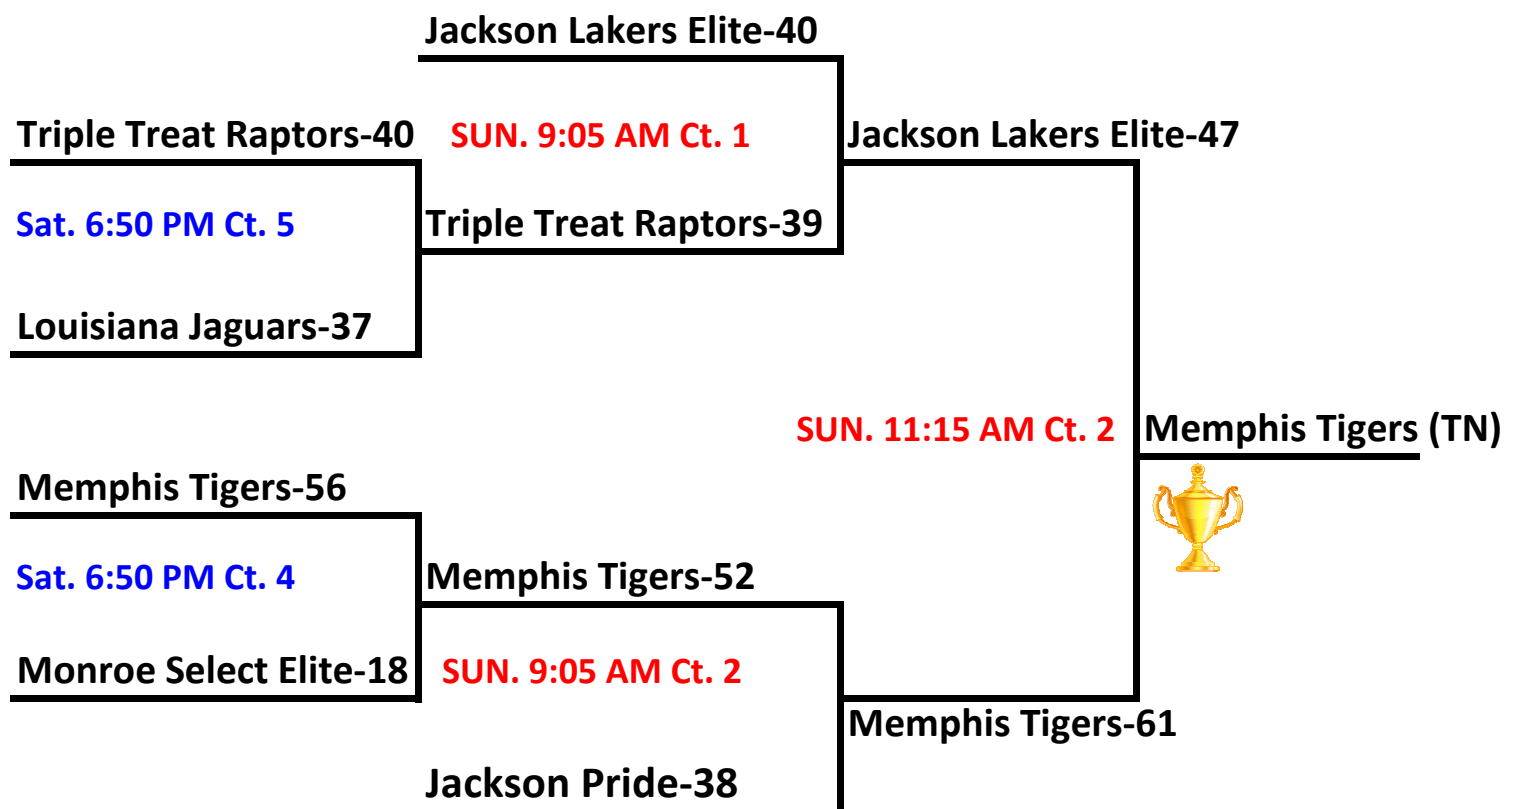 Jackson Lakers Elite-40
Triple Treat Raptors-40
SUN. 9:05 AM Ct. 1
Jackson Lakers Elite-47
Sat. 6:50 PM Ct. 5
Triple Treat Raptors-39
Louisiana Jaguars-37
SUN. 11:15 AM Ct. 2
Memphis Tigers (TN)
Memphis Tigers-56
Sat. 6:50 PM Ct. 4
Memphis Tigers-52
Monroe Select Elite-18
SUN. 9:05 AM Ct. 2
Memphis Tigers-61
Jackson Pride-38